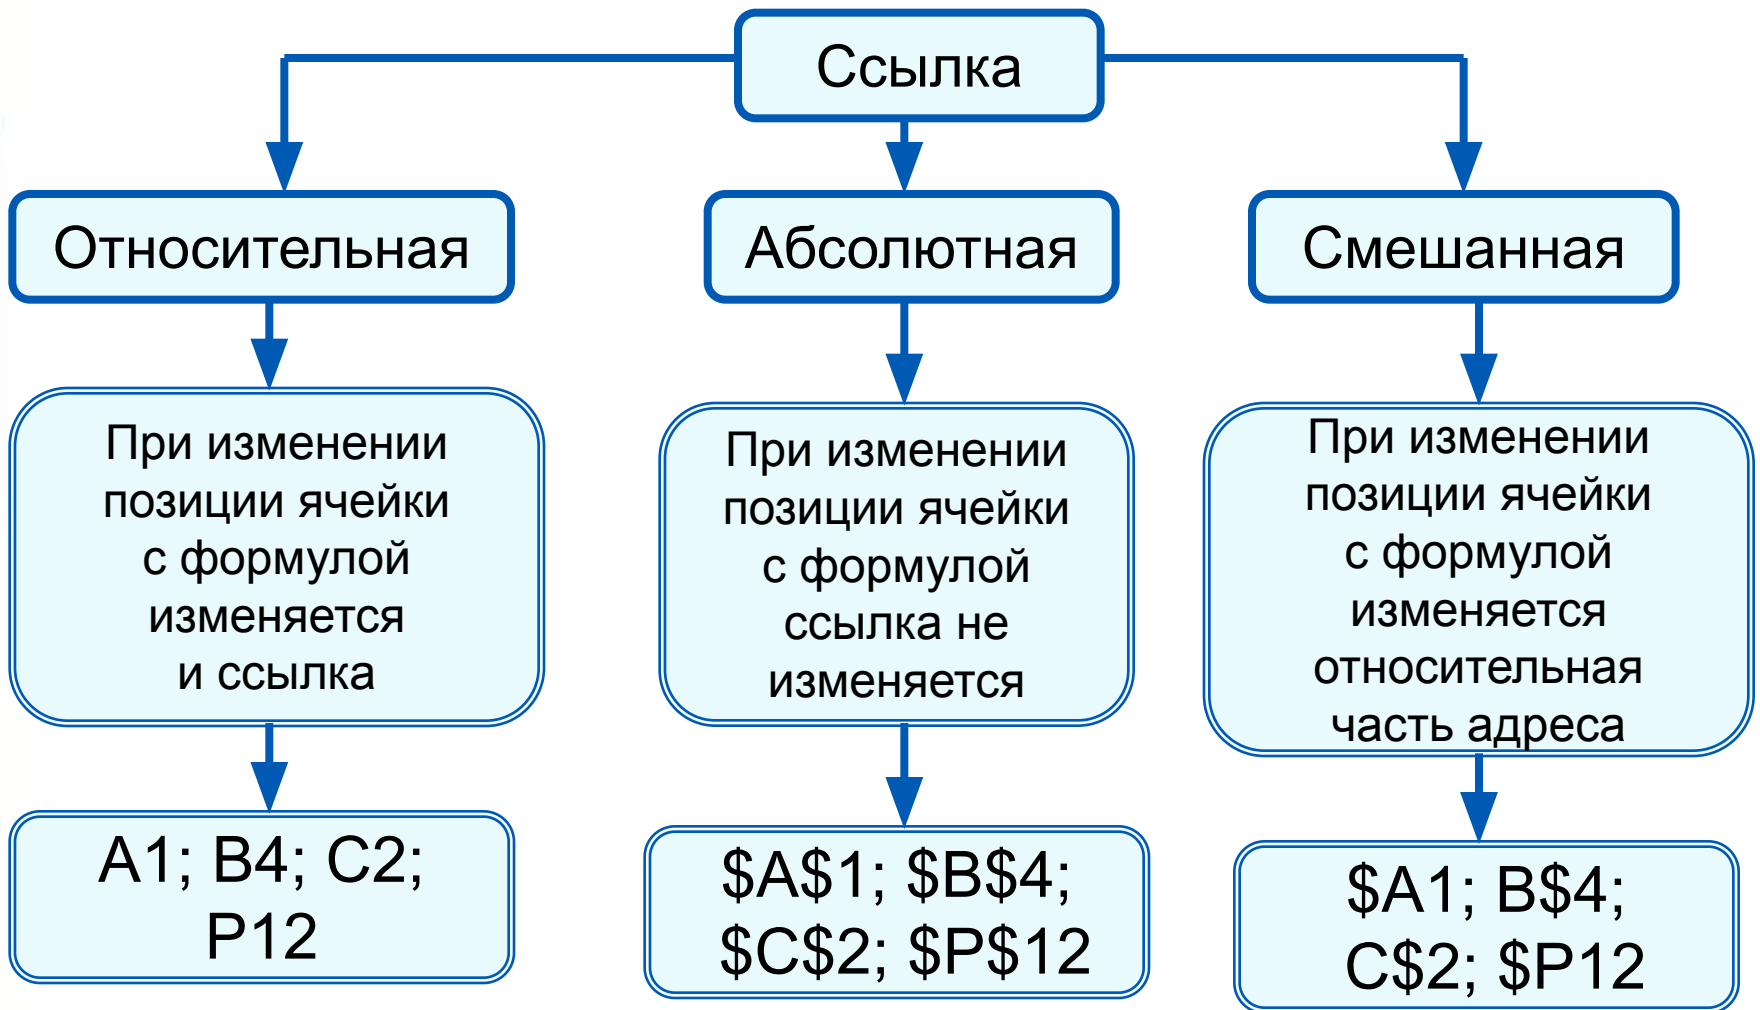 Ссылка
Относительная
Абсолютная
Смешанная
При изменении
позиции ячейки
с формулой
изменяется
и ссылка
При изменении
позиции ячейки
с формулой
ссылка не
изменяется
При изменении
позиции ячейки
с формулой
изменяется
относительная
часть адреса
A1; B4; C2;
P12
$A$1; $B$4;
$C$2; $P$12
$A1; B$4;
C$2; $P12